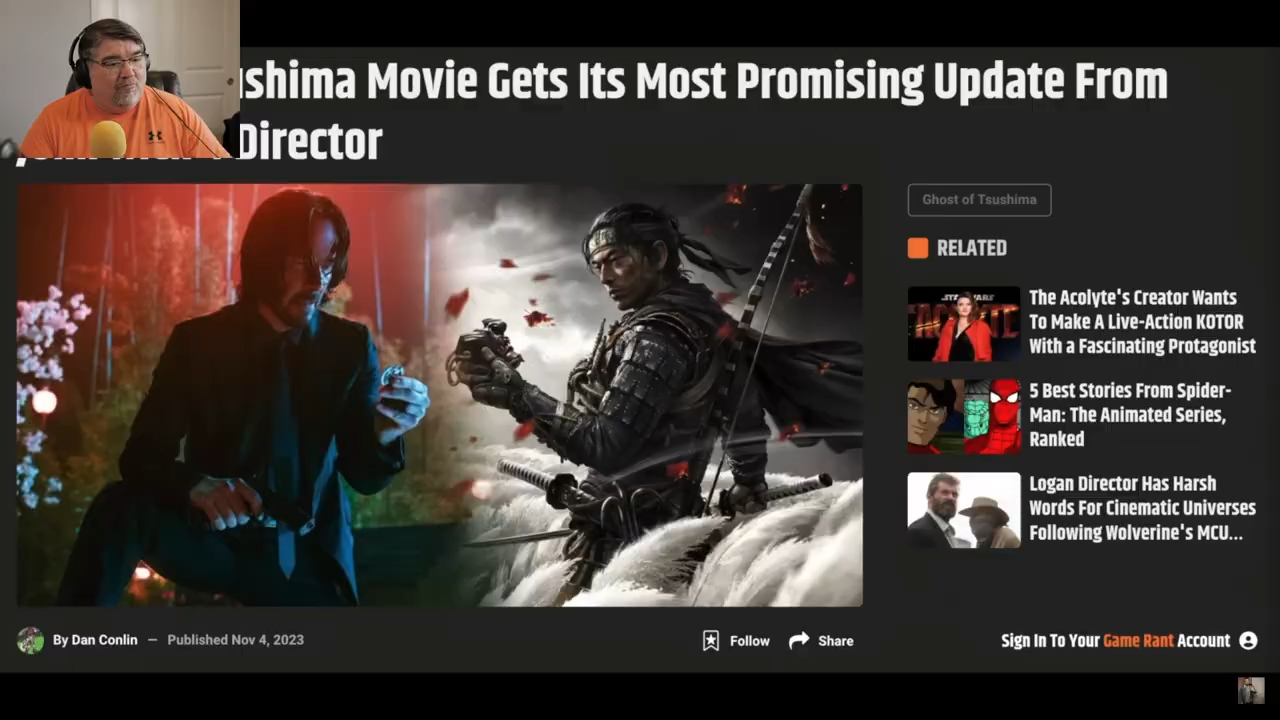 Movie Gets Its Most Promising Update From
Director
Ghost of Tsushima
RELATED
The Acolyte's Creator Wants
To Make A Live-Action KOTOR
With a Fascinating Protagonist
5 Best Stories From Spider-
Man: The Animated Series,
Ranked
Logan Director Has Harsh
Words For Cinematic Universes
Following Wolverine's MCU...
By Dan Conlin — Published Nov 4, 2023
Follow
Share
Sign In To Your Game Rant Account